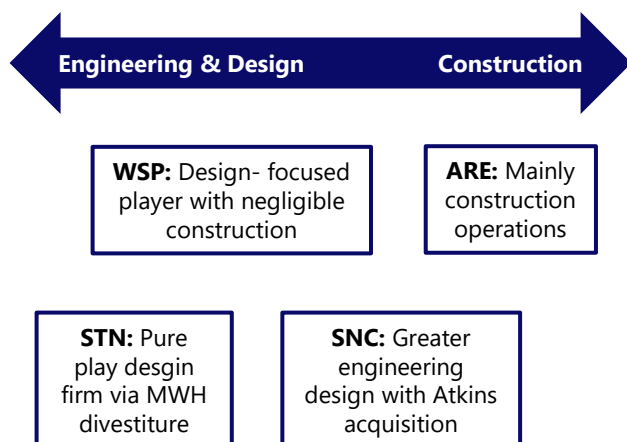 Engineering & Design
Construction
WSP: Design- focused
player with negligible
construction
ARE: Mainly
construction
operations
STN: Pure
play desgin
firm via MWH
divestiture
SNC: Greater
engineering
design with Atkins
acquisition